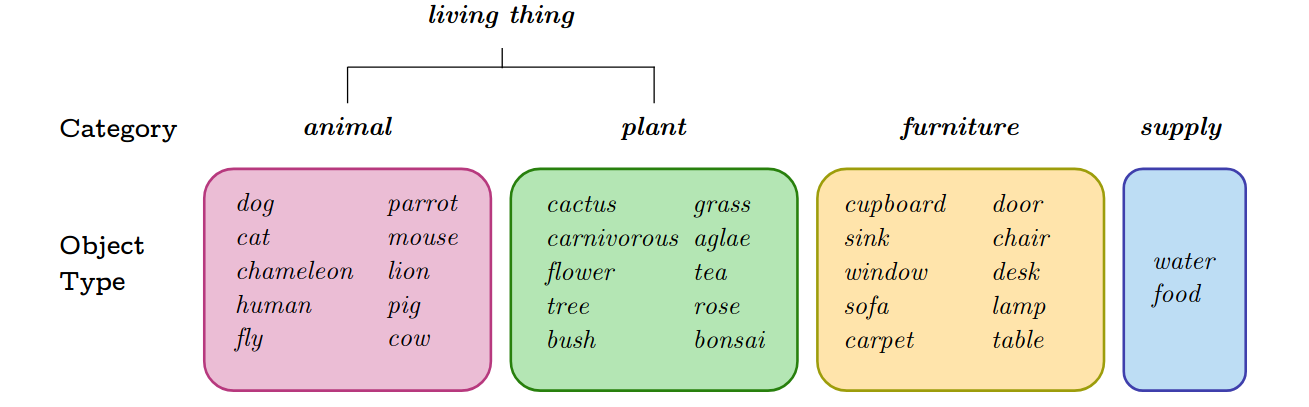 living thing
Category animal plant furniture supply
Object
Type
dog parrot
cat mouse
chameleon lion
human pig
fly cow
cactus grass
carnivorous aglae
flower tea
tree rose
bush bonsai
cupboard door
sink chair
window desk
sofa lamp
carpet table
water
food